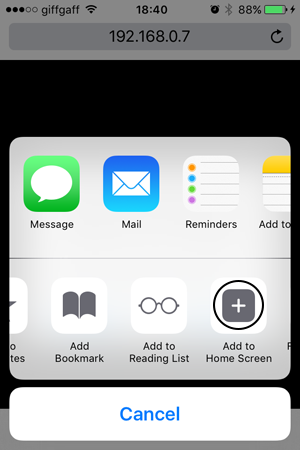 giffgaff 18:40 88%
192.168.0.7
Message Mail Reminders Add to
Add Add to Add to
Bookmark Reading List Home Screen
Cancel